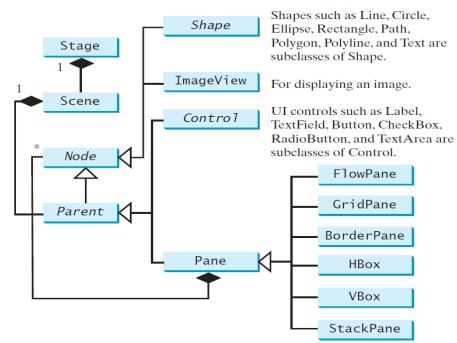 Shape
Shapes such as Line, Circle,
Ellipse, Rectangle, Path,
Polygon, Polyline, and Text are
subclasses of Shape.
Stage
1
ImageView
For displaying an image.
1
Scene
Control
UI controls such as Label,
TextField, Button, CheckBox,
RadioButton, and TextArea are
subclasses of Control.
*
Node
FlowPane
Parent
GridPane
BorderPane
Pane
HBox
VBox
StackPane